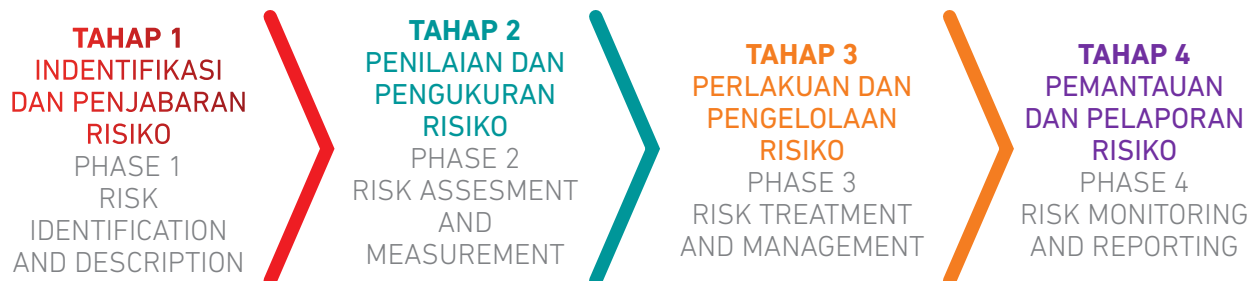 TAHAP 1
INDENTIFIKASI
DAN PENJABARAN
RISIKO
PHASE 1
RISK
IDENTIFICATION
AND DESCRIPTION
TAHAP 2
PENILAIAN DAN
PENGUKURAN
RISIKO
PHASE 2
RISK ASSESMENT
AND
MEASUREMENT
TAHAP 3
PERLAKUAN DAN
PENGELOLAAN
RISIKO
PHASE 3
RISK TREATMENT
AND MANAGEMENT
TAHAP 4
PEMANTAUAN
DAN PELAPORAN
RISIKO
PHASE 4
RISK MONITORING
AND REPORTING